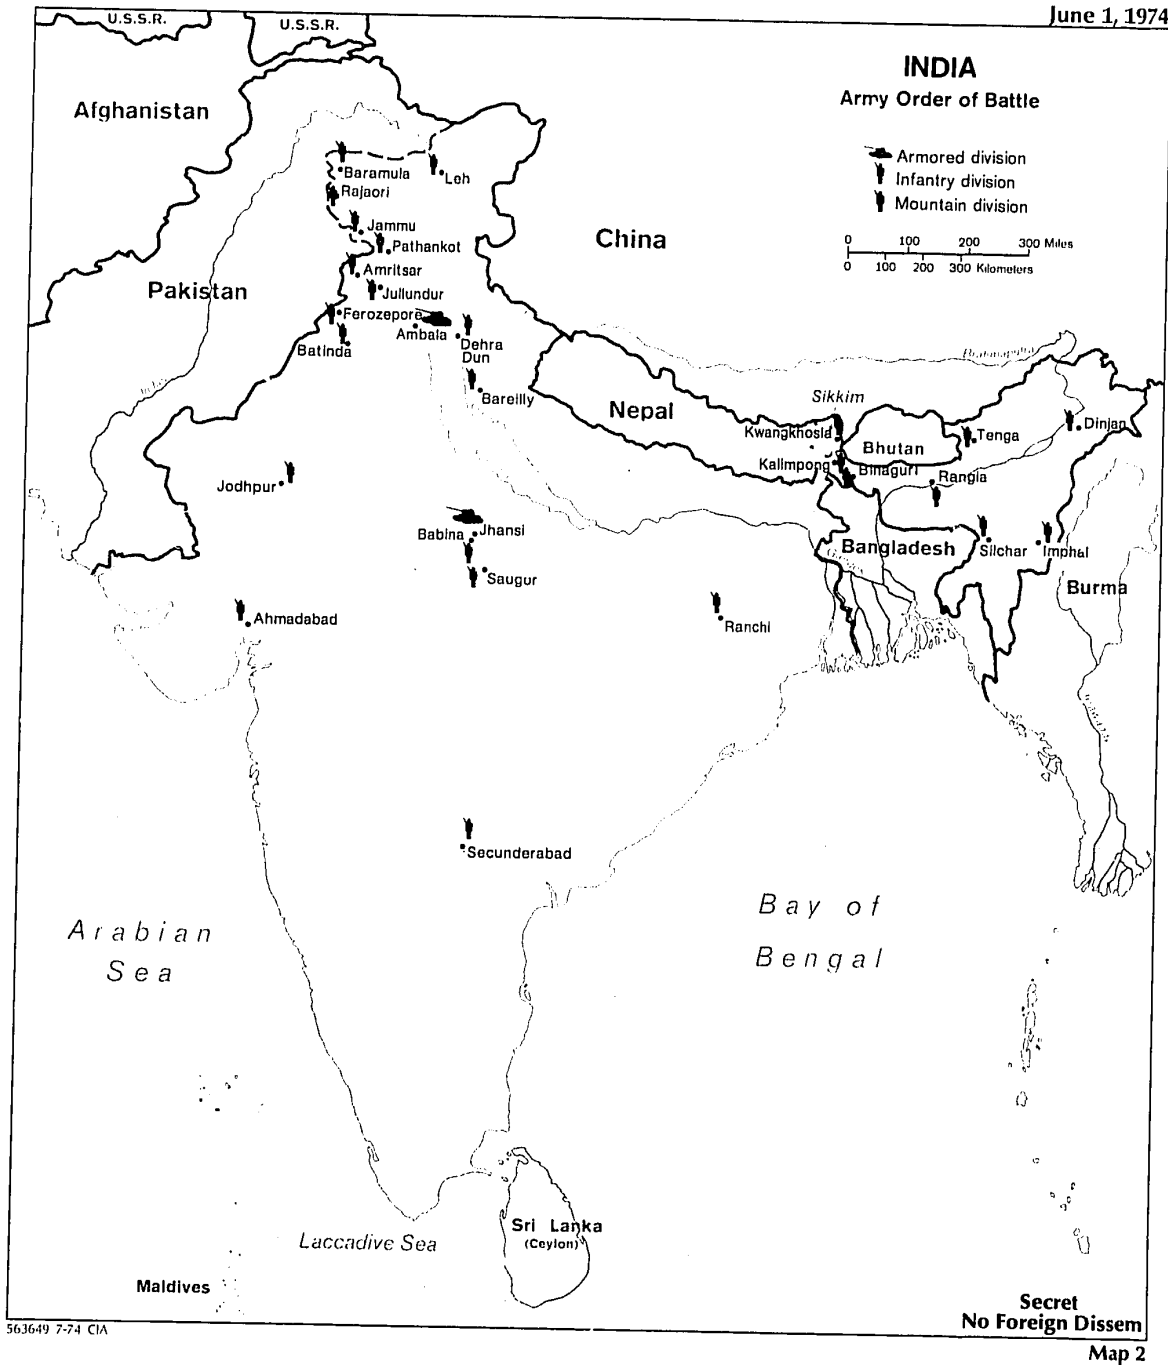 June 1, 1974
U.S.S.R.
U.S.S.R.
INDIA
Army Order of Battle
Afghanistan
Armored division
Infantry division
Mountain division
Baramula
Leh
Rajaori
Jammu
Pathankot
China
0 100 200 300 Miles
0 100 200 300 Kilometers
Amritsar
Pakistan
Jullundur
Ferozepore
Ambala
Dehra
Dun
Batinda
Brahmaputra
Indus
Bareilly
Nepal
Sikkim
Kwangkhosla
Bhutan
Tenga
Dinjan
Kalimpong
Binaguri
Rangia
Jodhpur
Babina
Jhansi
Bangladesh
Silchar
Imphal
Saugor
Burma
Ahmadabad
Ranchi
Secunderabad
Arabian
Sea
Bay of
Bengal
Sri Lanka
(Ceylon)
Laccadive Sea
Maldives
Secret
No Foreign Dissem
563649 7-74 CIA
Map 2